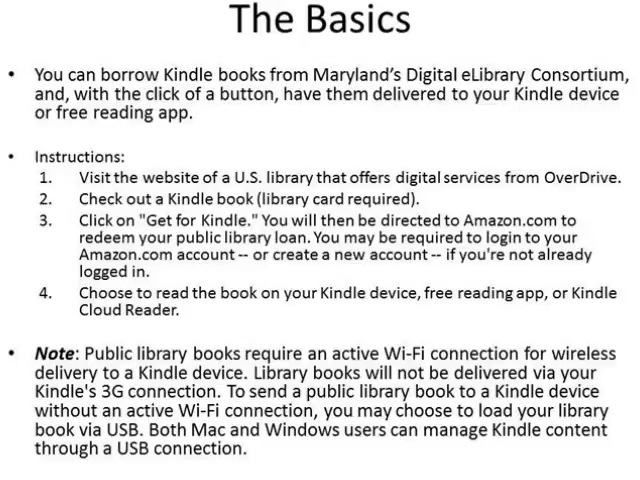 The Basics
• You can borrow Kindle books from Maryland's Digital eLibrary Consortium,
and, with the click of a button, have them delivered to your Kindle device
or free reading app.
• Instructions:
1. Visit the website of a U.S. library that offers digital services from OverDrive.
2. Check out a Kindle book (library card required).
3. Click on "Get for Kindle." You will then be directed to Amazon.com to
redeem your public library loan. You may be required to login to your
Amazon.com account -- or create a new account -- if you're not already
logged in.
4. Choose to read the book on your Kindle device, free reading app, or Kindle
Cloud Reader.
• Note: Public library books require an active Wi-Fi connection for wireless
delivery to a Kindle device. Library books will not be delivered via your
Kindle's 3G connection. To send a public library book to a Kindle device
without an active Wi-Fi connection, you may choose to load your library
book via USB. Both Mac and Windows users can manage Kindle content
through a USB connection.